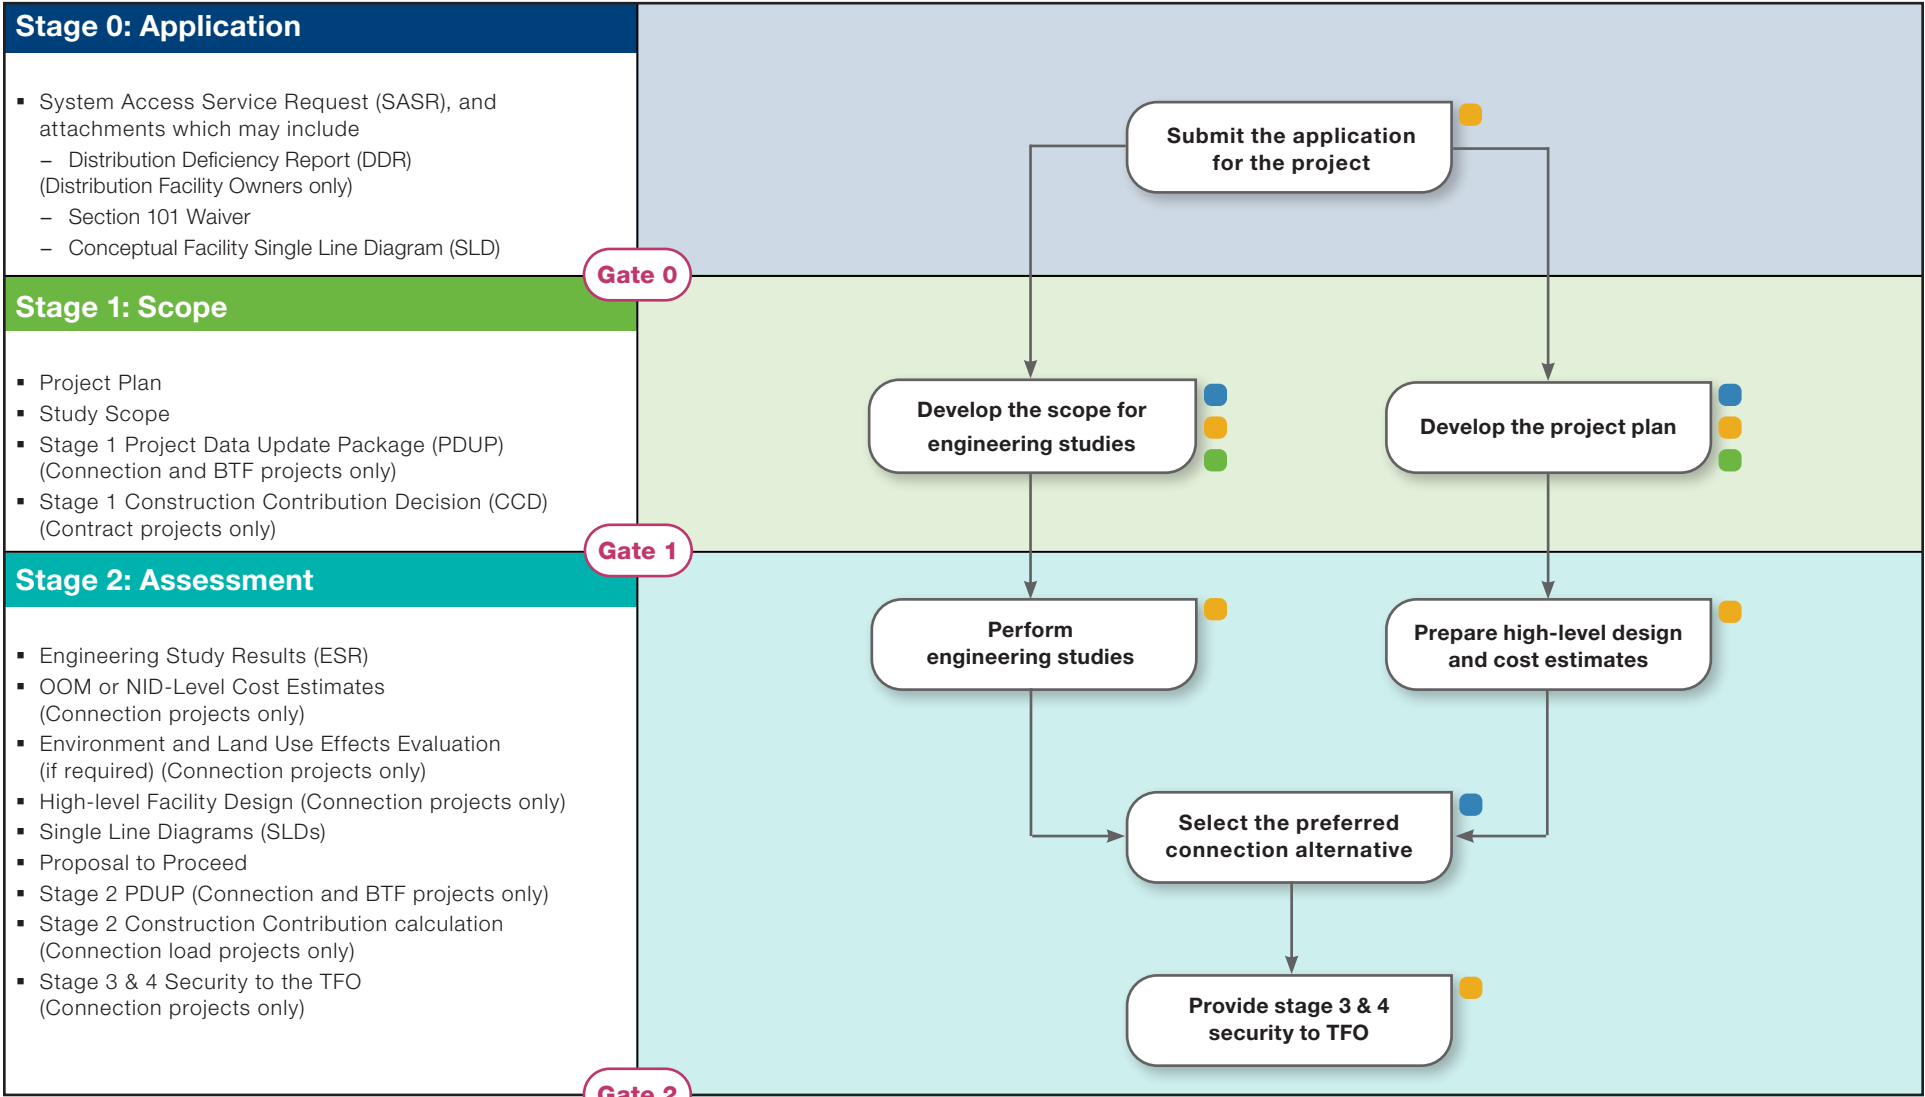 Stage 0: Application
▪ System Access Service Request (SASR), and
attachments which may include
– Distribution Deficiency Report (DDR)
(Distribution Facility Owners only)
– Section 101 Waiver
– Conceptual Facility Single Line Diagram (SLD)
Submit the application
for the project
Gate 0
Stage 1: Scope
▪ Project Plan
▪ Study Scope
▪ Stage 1 Project Data Update Package (PDUP)
(Connection and BTF projects only)
▪ Stage 1 Construction Contribution Decision (CCD)
(Contract projects only)
Develop the scope for
engineering studies
Develop the project plan
Gate 1
Stage 2: Assessment
▪ Engineering Study Results (ESR)
▪ OOM or NID-Level Cost Estimates
(Connection projects only)
▪ Environment and Land Use Effects Evaluation
(if required) (Connection projects only)
▪ High-level Facility Design (Connection projects only)
▪ Single Line Diagrams (SLDs)
▪ Proposal to Proceed
▪ Stage 2 PDUP (Connection and BTF projects only)
▪ Stage 2 Construction Contribution calculation
(Connection load projects only)
▪ Stage 3 & 4 Security to the TFO
(Connection projects only)
Perform
engineering studies
Prepare high-level design
and cost estimates
Select the preferred
connection alternative
Provide stage 3 & 4
security to TFO
Gate 2